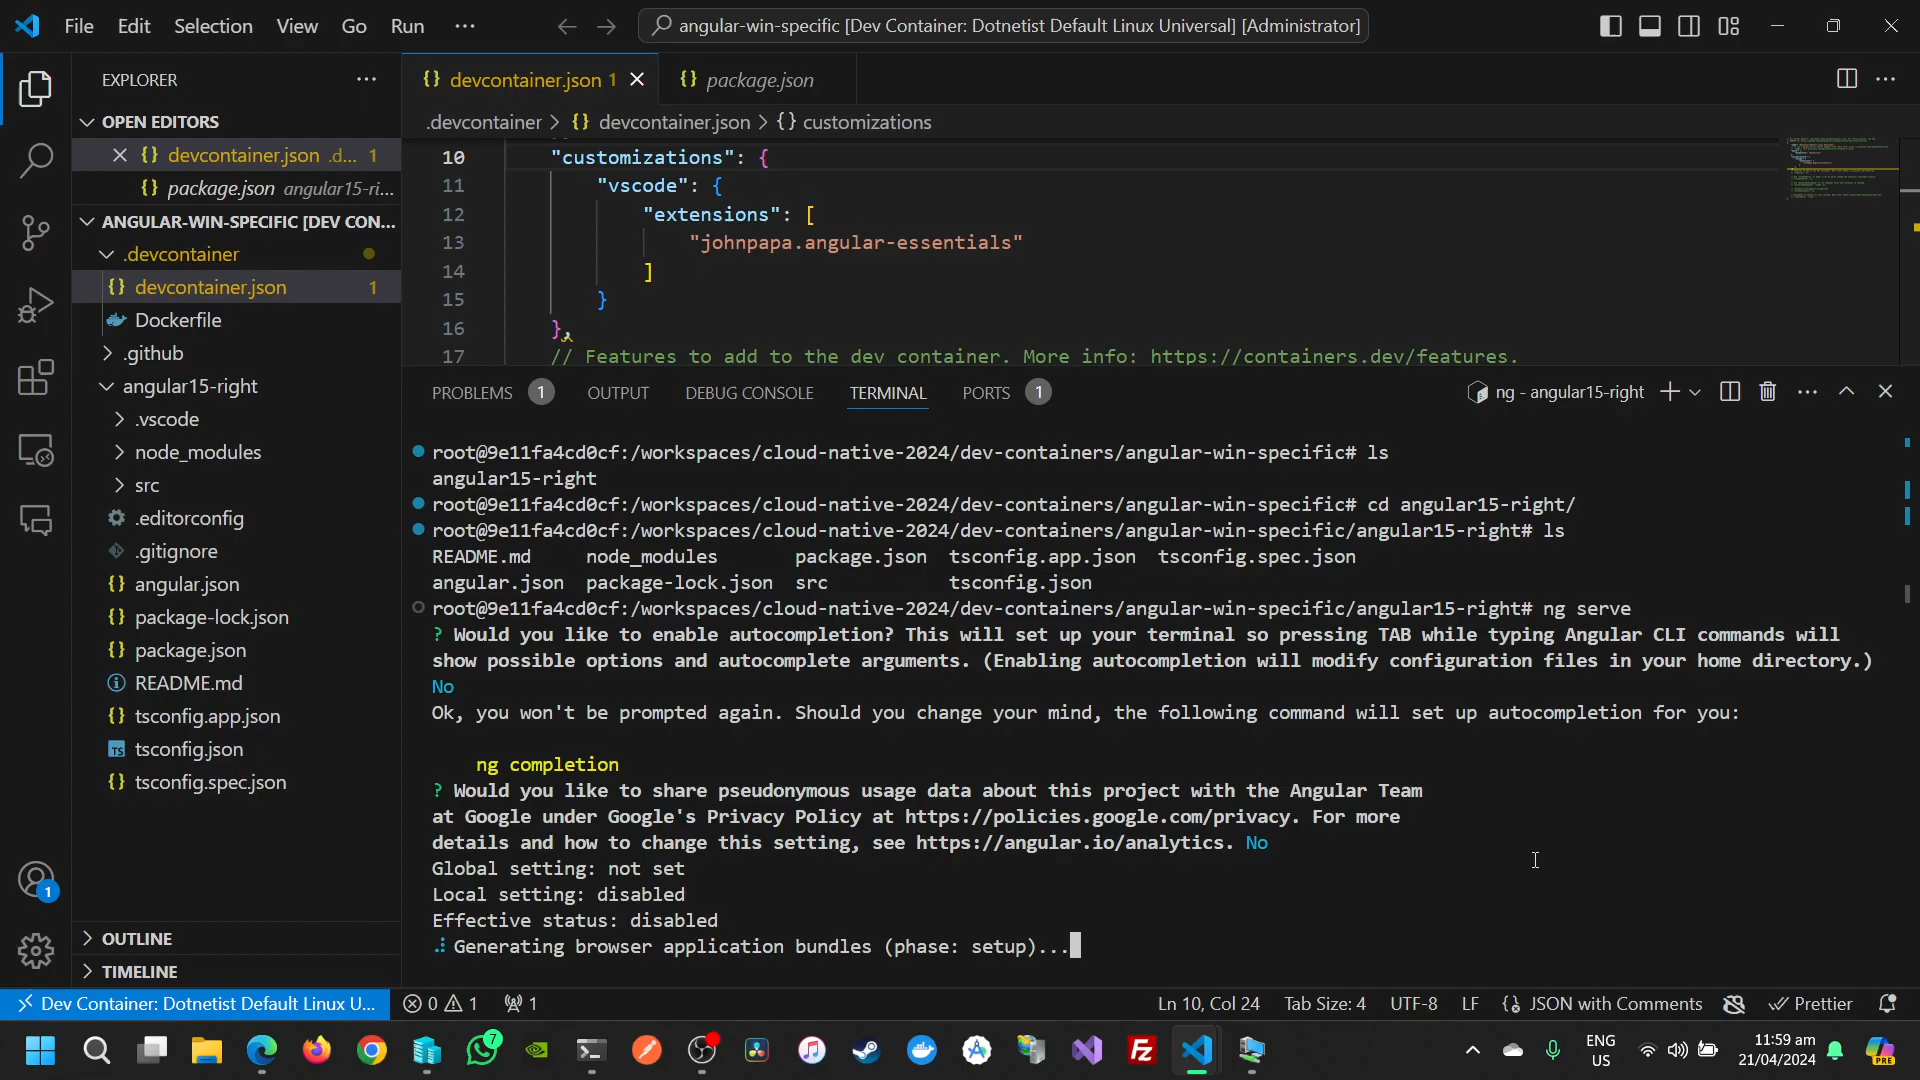 File Edit Selection View Go Run ···
angular-win-specific [Dev Container: Dotnetist Default Linux Universal] [Administrator]
EXPLORER
devcontainer.json 1
package.json
OPEN EDITORS
.devcontainer > devcontainer.json > customizations
devcontainer.json .d... 1
package.json angular15-ri...
ANGULAR-WIN-SPECIFIC [DEV CON...
.devcontainer
devcontainer.json 1
Dockerfile
.github
angular15-right
.vscode
node_modules
src
.editorconfig
.gitignore
angular.json
package-lock.json
package.json
README.md
tsconfig.app.json
tsconfig.json
tsconfig.spec.json
OUTLINE
TIMELINE
10 "customizations": {
11 "vscode": {
12 "extensions": [
13 "johnpapa.angular-essentials"
14 ]
15 }
16 },
17 // Features to add to the dev container. More info: https://containers.dev/features.
PROBLEMS 1 OUTPUT DEBUG CONSOLE TERMINAL PORTS 1
ng - angular15-right
root@9e11fa4cd0cf:/workspaces/cloud-native-2024/dev-containers/angular-win-specific# ls
angular15-right
root@9e11fa4cd0cf:/workspaces/cloud-native-2024/dev-containers/angular-win-specific# cd angular15-right/
root@9e11fa4cd0cf:/workspaces/cloud-native-2024/dev-containers/angular-win-specific/angular15-right# ls
README.md node_modules package.json tsconfig.app.json tsconfig.spec.json
angular.json package-lock.json src tsconfig.json
root@9e11fa4cd0cf:/workspaces/cloud-native-2024/dev-containers/angular-win-specific/angular15-right# ng serve
? Would you like to enable autocompletion? This will set up your terminal so pressing TAB while typing Angular CLI commands will
show possible options and autocomplete arguments. (Enabling autocompletion will modify configuration files in your home directory.)
No
Ok, you won't be prompted again. Should you change your mind, the following command will set up autocompletion for you:
ng completion
? Would you like to share pseudonymous usage data about this project with the Angular Team
at Google under Google's Privacy Policy at https://policies.google.com/privacy. For more
details and how to change this setting, see https://angular.io/analytics. No
Global setting: not set
Local setting: disabled
Effective status: disabled
Generating browser application bundles (phase: setup)...
1
Dev Container: Dotnetist Default Linux U... 0 1 1
Ln 10, Col 24 Tab Size: 4 UTF-8 LF JSON with Comments Prettier
7
ENG
US
11:59 am
21/04/2024
PRE